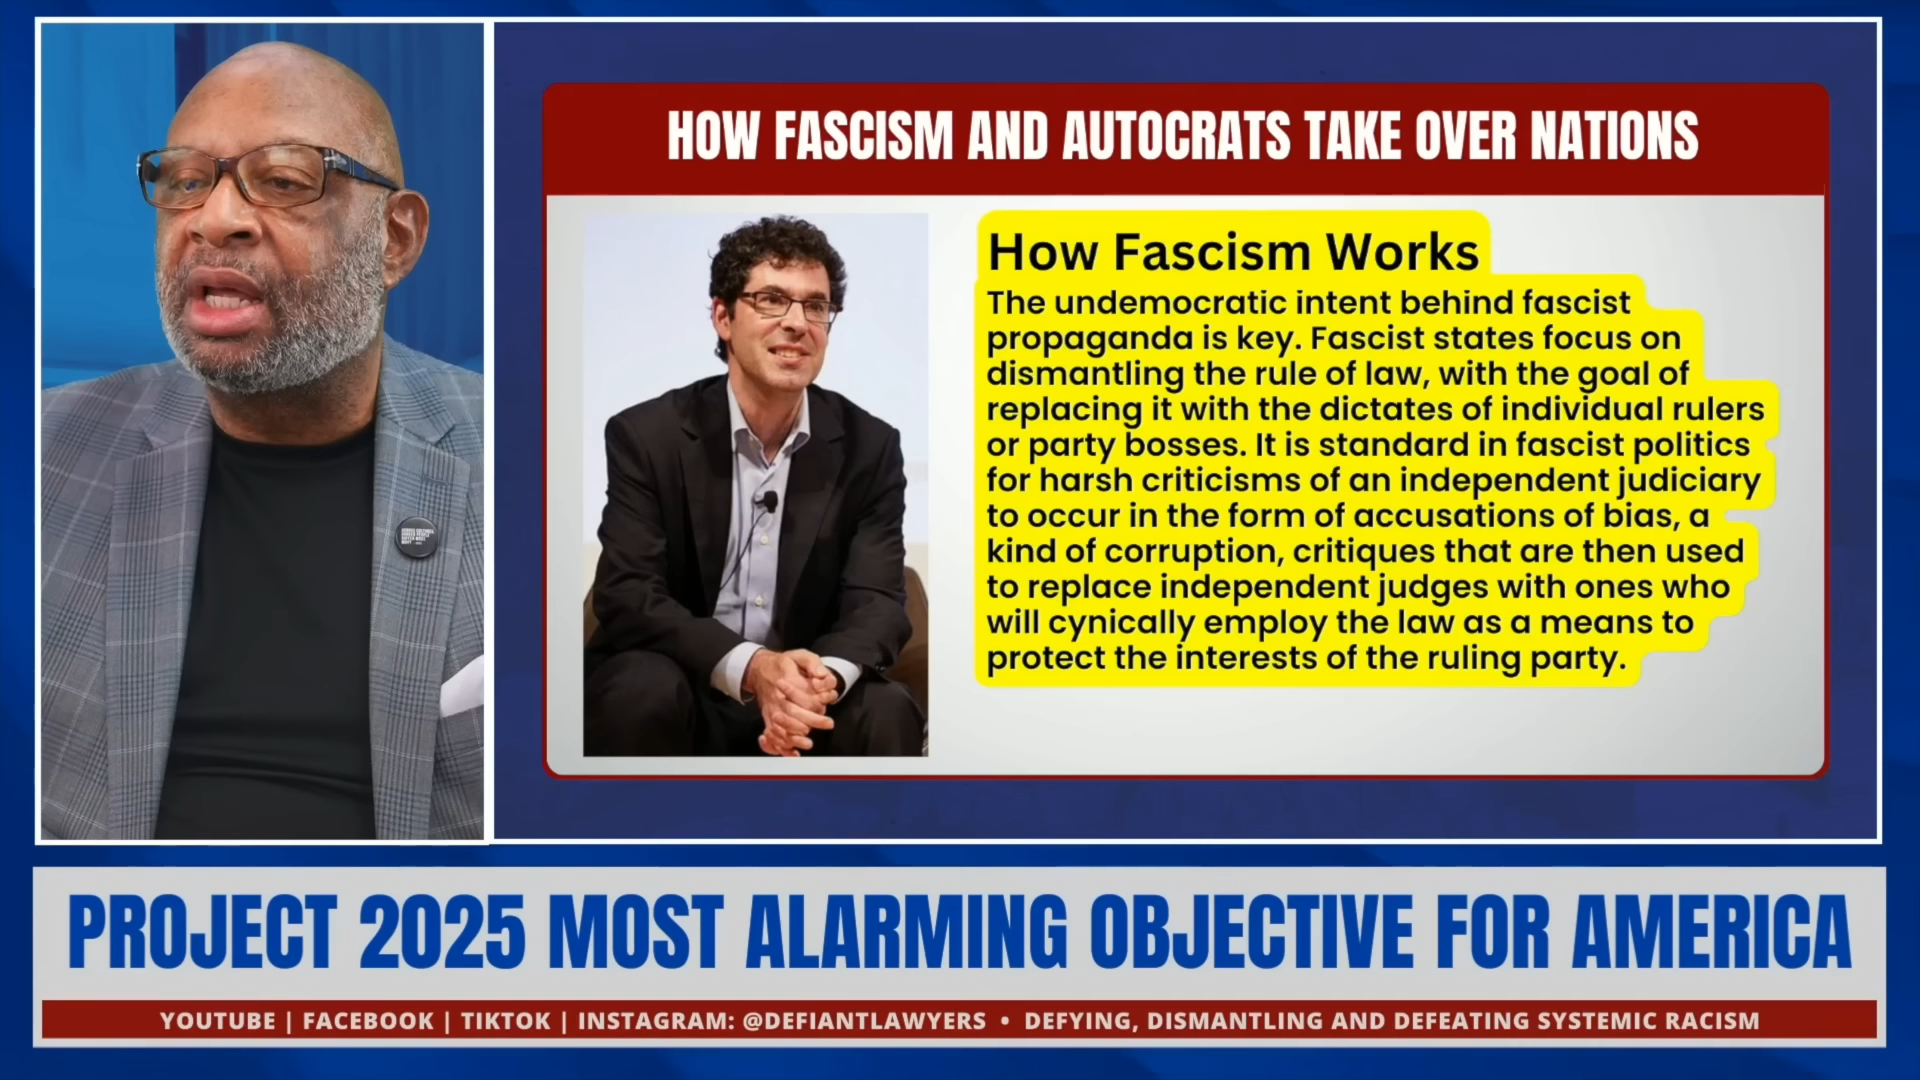 HOW FASCISM AND AUTOCRATS TAKE OVER NATIONS
How Fascism Works
The undemocratic intent behind fascist
propaganda is key. Fascist states focus on
dismantling the rule of law, with the goal of
replacing it with the dictates of individual rulers
or party bosses. It is standard in fascist politics
for harsh criticisms of an independent judiciary
to occur in the form of accusations of bias, a
kind of corruption, critiques that are then used
to replace independent judges with ones who
will cynically employ the law as a means to
protect the interests of the ruling party.
PROJECT 2025 MOST ALARMING OBJECTIVE FOR AMERICA
YOUTUBE | FACEBOOK | TIKTOK | INSTAGRAM: @DEFIANTLAWYERS • DEFYING, DISMANTLING AND DEFEATING SYSTEMIC RACISM